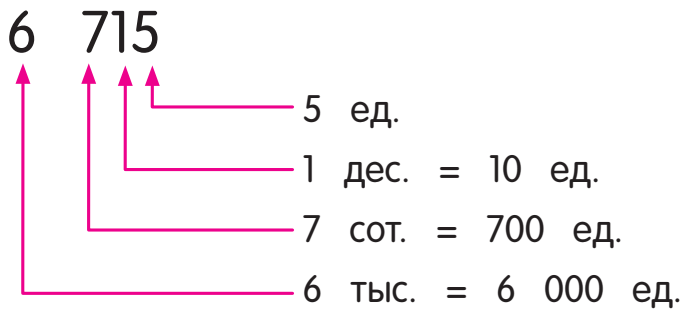 6 715
5 ед.
1 дес. = 10 ед.
7 сот. = 700 ед.
6 тыс. = 6 000 ед.